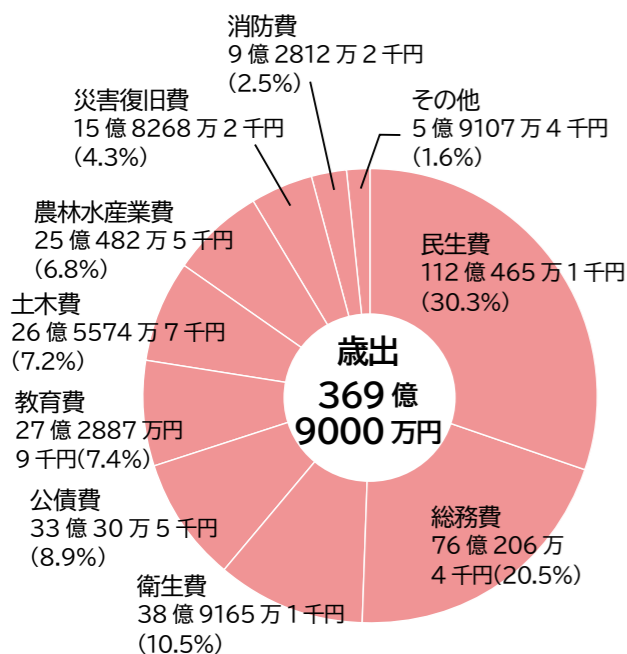 消防費
9億2812万2千円
(2.5%)
災害復旧費
15億8268万2千円
(4.3%)
その他
5億9107万4千円
(1.6%)
農林水産業費
25億482万5千円
(6.8%)
民生費
112億465万1千円
(30.3%)
土木費
26億5574万7千円
(7.2%)
歳出
369億
9000万円
教育費
27億2887万円
9千円(7.4%)
公債費
33億30万5千円
(8.9%)
総務費
76億206万
4千円(20.5%)
衛生費
38億9165万1千円
(10.5%)